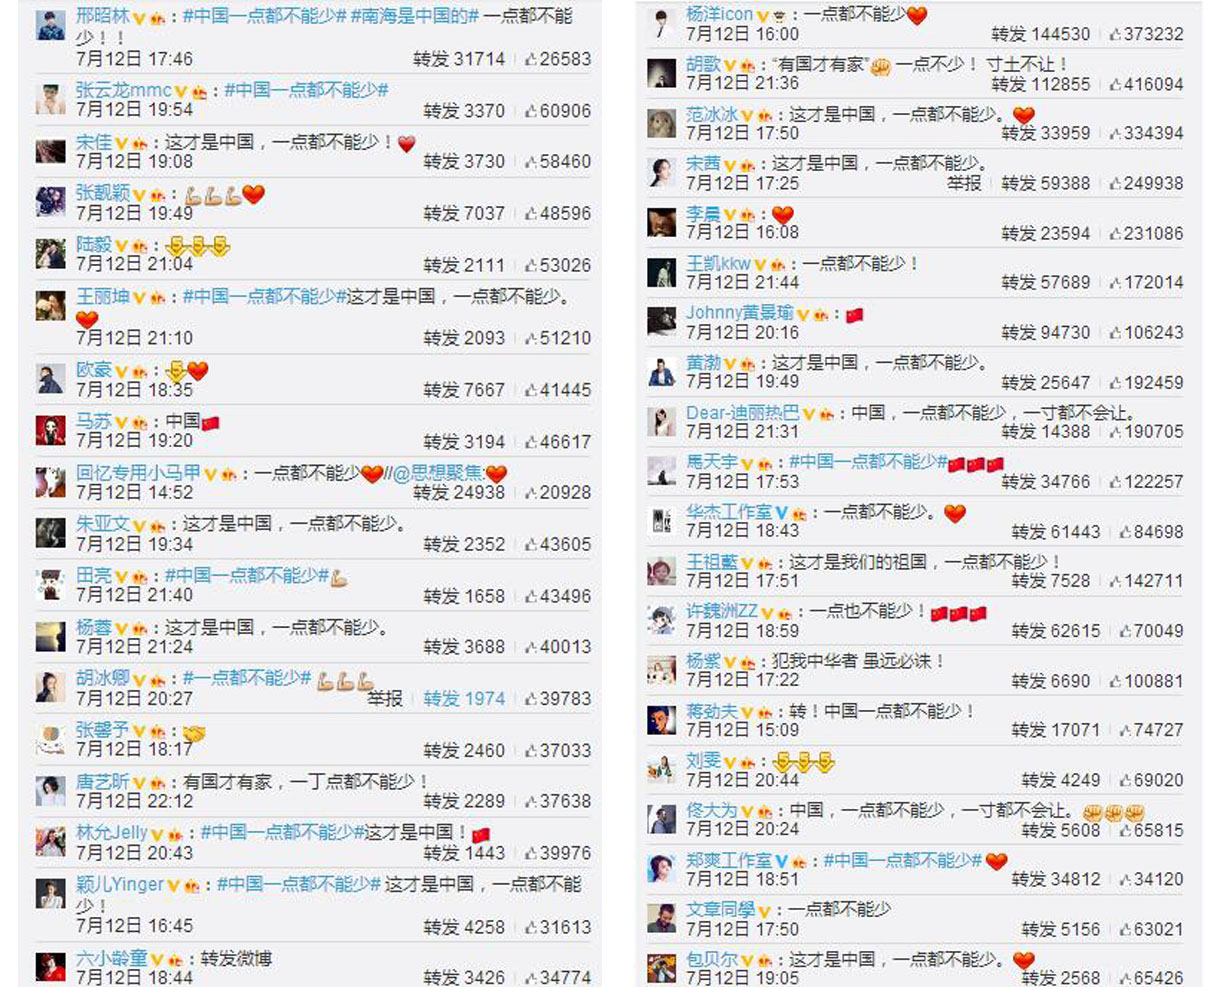 邢昭林：#中国一点都不能少# #南海是中国的# 一点都不能
少！！
7月12日 17:46 转发 31714 26583
张云龙mmc：#中国一点都不能少#
7月12日 19:54 转发 3370 60906
宋佳：这才是中国，一点都不能少！
7月12日 19:08 转发 3730 58460
张靓颖：
7月12日 19:49 转发 7037 48596
陆毅：
7月12日 21:04 转发 2111 53026
王丽坤：#中国一点都不能少#这才是中国，一点都不能少。
7月12日 21:10 转发 2093 51210
欧豪：
7月12日 18:35 转发 7667 41445
马苏：中国
7月12日 19:20 转发 3194 46617
回忆专用小马甲：一点都不能少//@思想聚焦:
7月12日 14:52 转发 24938 20928
朱亚文：这才是中国，一点都不能少。
7月12日 19:34 转发 2352 43605
田亮：#中国一点都不能少#
7月12日 21:40 转发 1658 43496
杨蓉：这才是中国，一点都不能少。
7月12日 21:24 转发 3688 40013
胡冰卿：#一点都不能少#
7月12日 20:27 举报 转发 1974 39783
张馨予：
7月12日 18:17 转发 2460 37033
唐艺昕：有国才有家，一丁点都不能少！
7月12日 22:12 转发 2289 37638
林允Jelly：#中国一点都不能少#这才是中国！
7月12日 20:43 转发 1443 39976
颖儿Yinger：#中国一点都不能少# 这才是中国，一点都不能
少！
7月12日 16:45 转发 4258 31613
六小龄童：转发微博
7月12日 18:44 转发 3426 34774
杨洋icon：一点都不能少
7月12日 16:00 转发 144530 373232
胡歌：“有国才有家” 一点不少！ 寸土不让！
7月12日 21:36 转发 112855 416094
范冰冰：这才是中国，一点都不能少。
7月12日 17:50 转发 33959 334394
宋茜：这才是中国，一点都不能少。
7月12日 17:25 举报 转发 59388 249938
李晨：
7月12日 16:08 转发 23594 231086
王凯kkw：一点都不能少！
7月12日 21:44 转发 57689 172014
Johnny黄景瑜：
7月12日 20:16 转发 94730 106243
黄渤：这才是中国，一点都不能少。
7月12日 19:49 转发 25647 192459
Dear-迪丽热巴：中国，一点都不能少，一寸都不会让。
7月12日 21:31 转发 14388 190705
馬天宇：#中国一点都不能少#
7月12日 17:53 转发 34766 122257
华杰工作室：一点都不能少。
7月12日 18:43 转发 61443 84698
王祖藍：这才是我们的祖国，一点都不能少！
7月12日 17:51 转发 7528 142711
许魏洲ZZ：一点也不能少！
7月12日 18:59 转发 62615 70049
杨紫：犯我中华者 虽远必诛！
7月12日 17:22 转发 6690 100881
蒋劲夫：转！中国一点都不能少！
7月12日 15:09 转发 17071 74727
刘雯：
7月12日 20:44 转发 4249 69020
佟大为：中国，一点都不能少，一寸都不会让。
7月12日 20:24 转发 5608 65815
郑爽工作室：#中国一点都不能少#
7月12日 18:51 转发 34812 34120
文章同學：一点都不能少
7月12日 17:50 转发 5156 63021
包贝尔：这才是中国，一点都不能少。
7月12日 19:05 转发 2568 65426